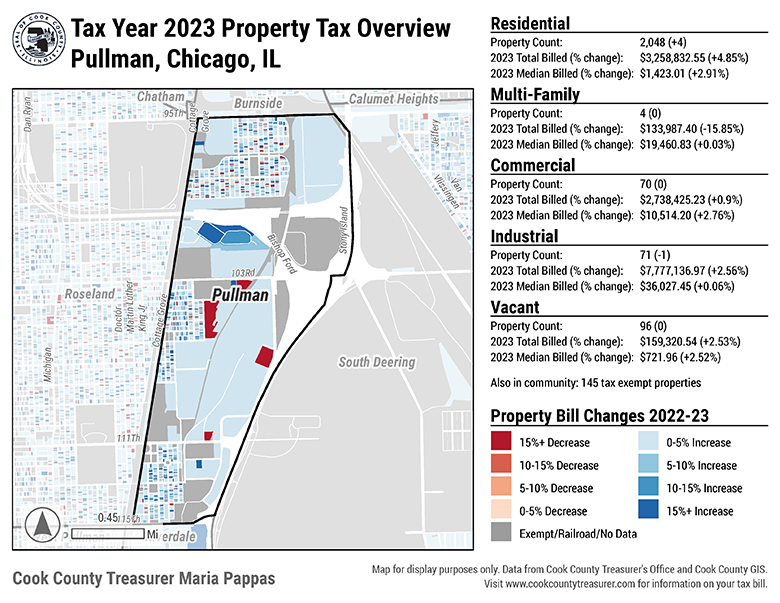 SEAL OF COOK COUNTY
ILLINOIS
Tax Year 2023 Property Tax Overview
Pullman, Chicago, IL
Chatham
Burnside
Calumet Heights
95Th
Cottage
Grove
Dan Ryan
Jeffery
Van
Vlissingen
Stony Island
Bishop Ford
103Rd
Pullman
Roseland
Doctor
Martin Luther
King Jr
Cottage Grove
Michigan
South Deering
111Th
0.45
115Th
Mi
erdale
Residential
Property Count: 2,048 (+4)
2023 Total Billed (% change): $3,258,832.55 (+4.85%)
2023 Median Billed (% change): $1,423.01 (+2.91%)
Multi-Family
Property Count: 4 (0)
2023 Total Billed (% change): $133,987.40 (-15.85%)
2023 Median Billed (% change): $19,460.83 (+0.03%)
Commercial
Property Count: 70 (0)
2023 Total Billed (% change): $2,738,425.23 (+0.9%)
2023 Median Billed (% change): $10,514.20 (+2.76%)
Industrial
Property Count: 71 (-1)
2023 Total Billed (% change): $7,777,136.97 (+2.56%)
2023 Median Billed (% change): $36,027.45 (+0.06%)
Vacant
Property Count: 96 (0)
2023 Total Billed (% change): $159,320.54 (+2.53%)
2023 Median Billed (% change): $721.96 (+2.52%)
Also in community: 145 tax exempt properties
Property Bill Changes 2022-23
15%+ Decrease
0-5% Increase
10-15% Decrease
5-10% Increase
5-10% Decrease
10-15% Increase
0-5% Decrease
15%+ Increase
Exempt/Railroad/No Data
Cook County Treasurer Maria Pappas
Map for display purposes only. Data from Cook County Treasurer's Office and Cook County GIS.
Visit www.cookcountytreasurer.com for information on your tax bill.